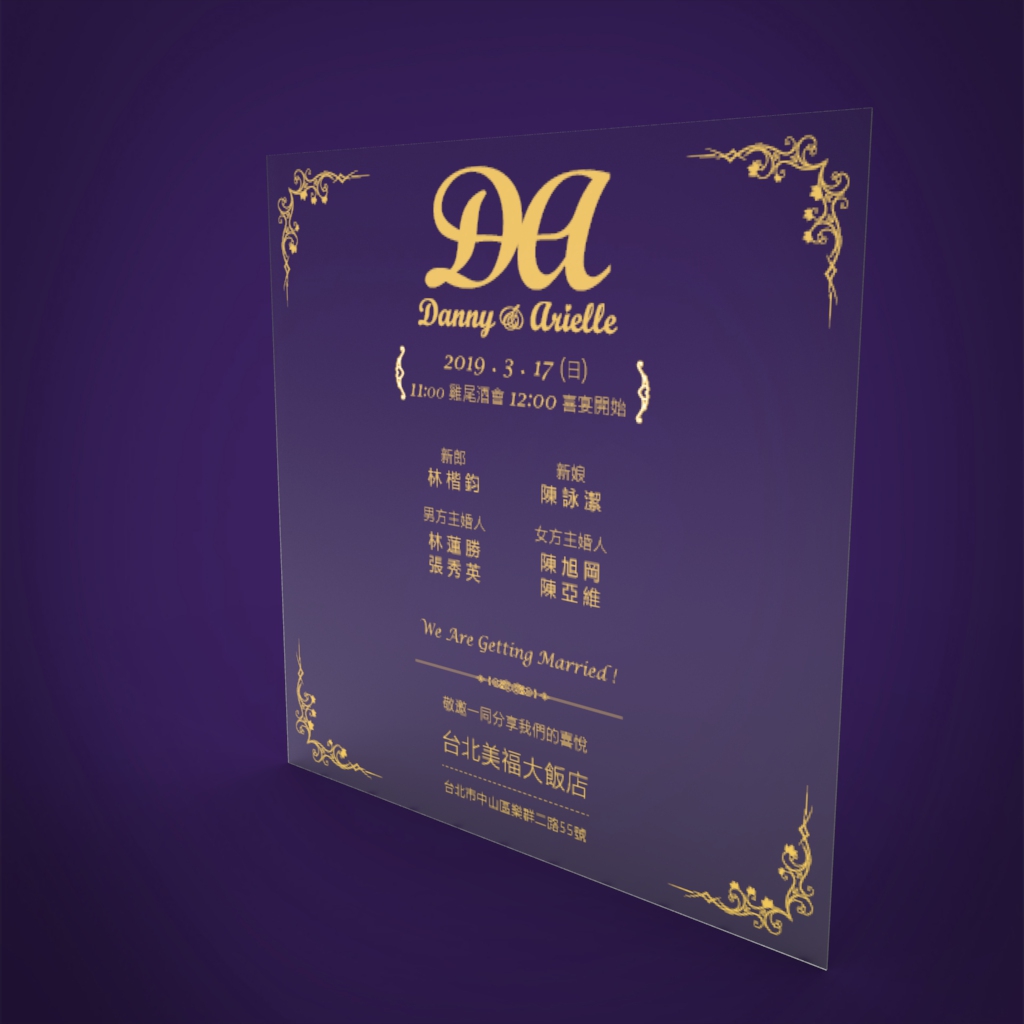 DA
Danny & Arielle
2019 . 3 . 17 (日)
11:00 雞尾酒會 12:00 喜宴開始
新郎
林楷鈞
新娘
陳詠潔
男方主婚人
林蓮勝
張秀英
女方主婚人
陳旭岡
陳亞維
We Are Getting Married !
敬邀一同分享我們的喜悅
台北美福大飯店
台北市中山區樂群二路55號